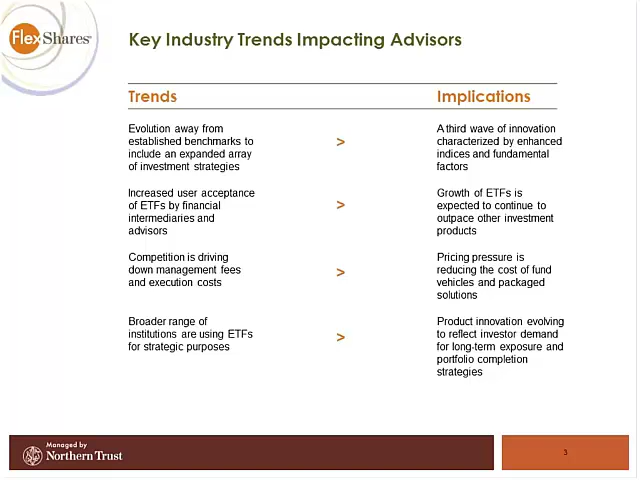 FlexShares®
Key Industry Trends Impacting Advisors
Trends
Implications
Evolution away from
established benchmarks to
include an expanded array
of investment strategies
>
A third wave of innovation
characterized by enhanced
indices and fundamental
factors
Increased user acceptance
of ETFs by financial
intermediaries and
advisors
>
Growth of ETFs is
expected to continue to
outpace other investment
products
Competition is driving
down management fees
and execution costs
>
Pricing pressure is
reducing the cost of fund
vehicles and packaged
solutions
Broader range of
institutions are using ETFs
for strategic purposes
>
Product innovation evolving
to reflect investor demand
for long-term exposure and
portfolio completion
strategies
Managed by
Northern Trust
3